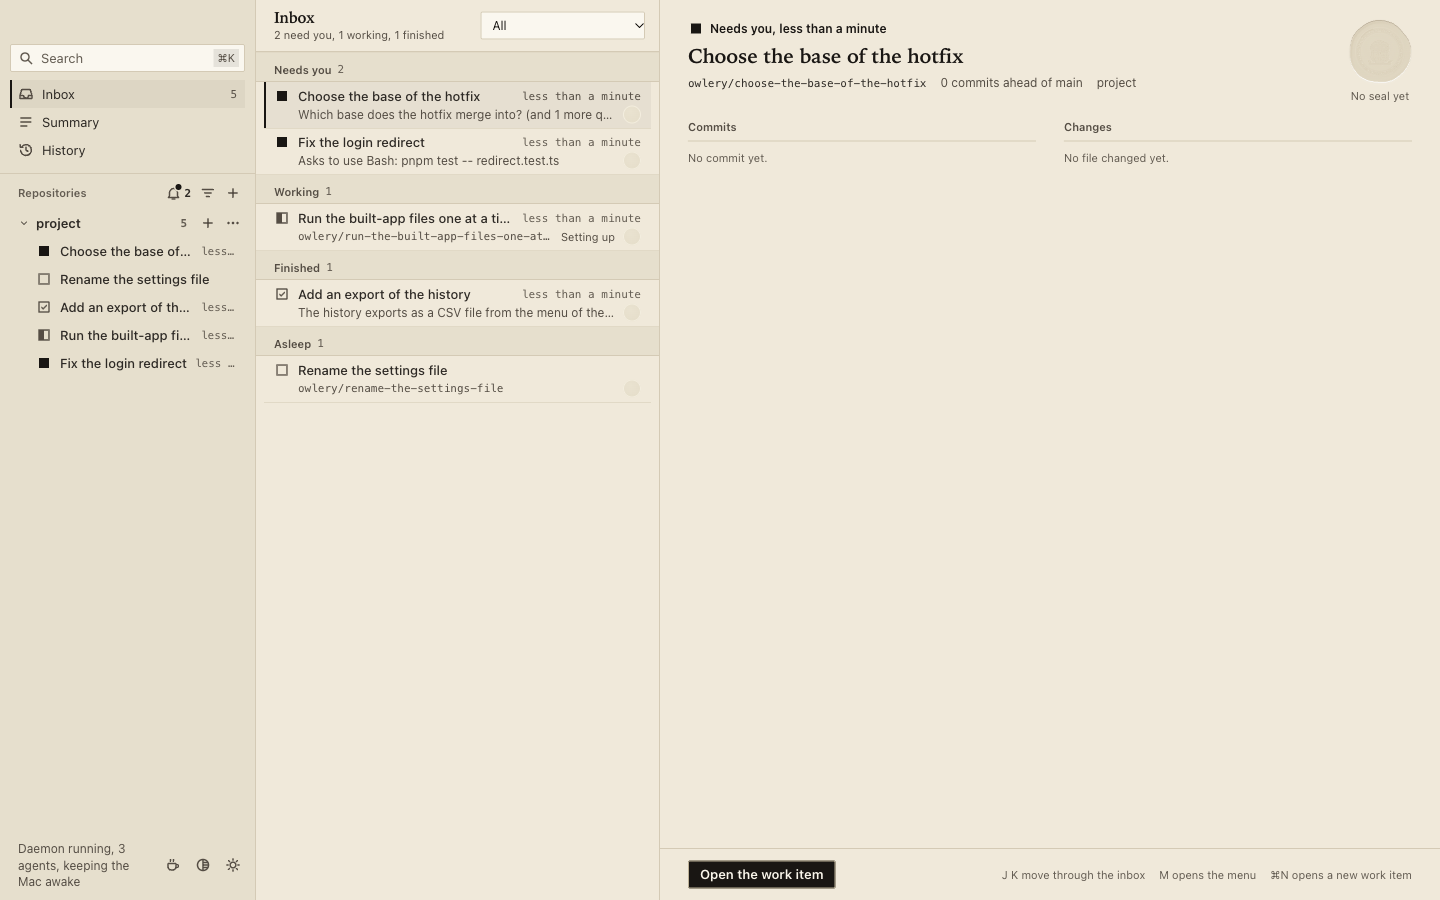 Search ⌘K
Inbox 5
Summary
History
Repositories 2
project 5
Choose the base of... less...
Rename the settings file
Add an export of th... less...
Run the built-app fi... less...
Fix the login redirect less ...
Daemon running, 3
agents, keeping the
Mac awake
Inbox
2 need you, 1 working, 1 finished
All
Needs you 2
Choose the base of the hotfix less than a minute
Which base does the hotfix merge into? (and 1 more q...
Fix the login redirect less than a minute
Asks to use Bash: pnpm test -- redirect.test.ts
Working 1
Run the built-app files one at a ti... less than a minute
owlery/run-the-built-app-files-one-at... Setting up
Finished 1
Add an export of the history less than a minute
The history exports as a CSV file from the menu of the...
Asleep 1
Rename the settings file
owlery/rename-the-settings-file
Needs you, less than a minute
Choose the base of the hotfix
owlery/choose-the-base-of-the-hotfix 0 commits ahead of main project
No seal yet
Commits
No commit yet.
Changes
No file changed yet.
Open the work item
J K move through the inbox M opens the menu ⌘N opens a new work item